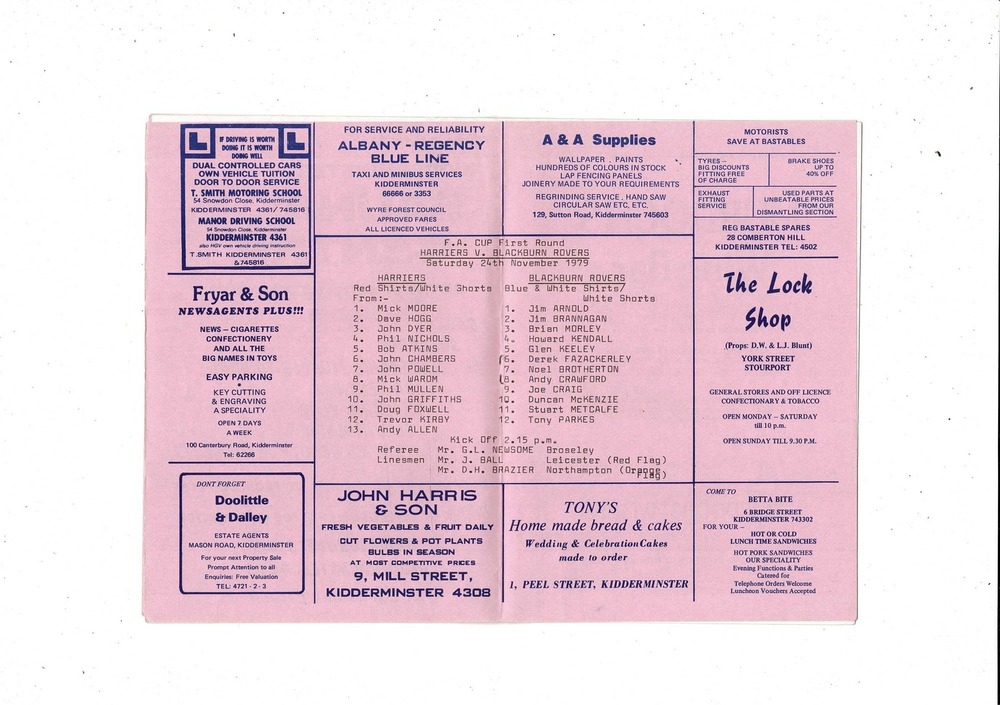 L
IF DRIVING IS WORTH
DOING IT IS WORTH
DOING WELL
L
DUAL CONTROLLED CARS
OWN VEHICLE TUITION
DOOR TO DOOR SERVICE
T. SMITH MOTORING SCHOOL
54 Snowdon Close, Kidderminster
KIDDERMINSTER 4361/745816
MANOR DRIVING SCHOOL
54 Snowdon Close, Kidderminster
KIDDERMINSTER 4361
also HGV own vehicle driving instruction
T.SMITH KIDDERMINSTER 4361
& 745816
Fryar & Son
NEWSAGENTS PLUS!!!
NEWS – CIGARETTES
CONFECTIONERY
AND ALL THE
BIG NAMES IN TOYS
EASY PARKING
*
KEY CUTTING
& ENGRAVING
A SPECIALITY
OPEN 7 DAYS
A WEEK
100 Canterbury Road, Kidderminster
Tel: 62266
DONT FORGET
Doolittle
& Dalley
ESTATE AGENTS
MASON ROAD, KIDDERMINSTER
For your next Property Sale
Prompt Attention to all
Enquiries: Free Valuation
TEL: 4721 - 2 - 3
FOR SERVICE AND RELIABILITY
ALBANY - REGENCY
BLUE LINE
TAXI AND MINIBUS SERVICES
KIDDERMINSTER
66666 or 3353
WYRE FOREST COUNCIL
APPROVED FARES
ALL LICENCED VEHICLES
A & A Supplies
WALLPAPER . PAINTS
HUNDREDS OF COLOURS IN STOCK
LAP FENCING PANELS
JOINERY MADE TO YOUR REQUIREMENTS
REGRINDING SERVICE . HAND SAW
CIRCULAR SAW ETC. ETC.
129, Sutton Road, Kidderminster 745603
F.A. CUP First Round
HARRIERS V. BLACKBURN ROVERS
Saturday 24th November 1979
HARRIERS
Red Shirts/White Shorts
From:-
1. Mick MOORE
2. Dave HOGG
3. John DYER
4. Phil NICHOLS
5. Bob ATKINS
6. John CHAMBERS
7. John POWELL
8. Mick WAROM
9. Phil MULLEN
10. John GRIFFITHS
11. Doug FOXWELL
12. Trevor KIRBY
13. Andy ALLEN
BLACKBURN ROVERS
Blue & White Shirts/
White Shorts
1. Jim ARNOLD
2. Jim BRANNAGAN
3. Brian MORLEY
4. Howard KENDALL
5. Glen KEELEY
6. Derek FAZACKERLEY
7. Noel BROTHERTON
8. Andy CRAWFORD
9. Joe CRAIG
10. Duncan McKENZIE
11. Stuart METCALFE
12. Tony PARKES
Kick Off 2.15 p.m.
Referee Mr. G.L. NEWSOME Broseley
Linesmen Mr. J. BALL Leicester (Red Flag)
Mr. D.H. BRAZIER Northampton (Orange
Flag)
JOHN HARRIS
& SON
FRESH VEGETABLES & FRUIT DAILY
CUT FLOWERS & POT PLANTS
BULBS IN SEASON
AT MOST COMPETITIVE PRICES
9, MILL STREET,
KIDDERMINSTER 4308
TONY'S
Home made bread & cakes
Wedding & Celebration Cakes
made to order
1, PEEL STREET, KIDDERMINSTER
MOTORISTS
SAVE AT BASTABLES
TYRES –
BIG DISCOUNTS
FITTING FREE
OF CHARGE
BRAKE SHOES
UP TO
40% OFF
EXHAUST
FITTING
SERVICE
USED PARTS AT
UNBEATABLE PRICES
FROM OUR
DISMANTLING SECTION
REG BASTABLE SPARES
28 COMBERTON HILL
KIDDERMINSTER TEL: 4502
The Lock
Shop
(Props: D.W. & L.J. Blunt)
YORK STREET
STOURPORT
GENERAL STORES AND OFF LICENCE
CONFECTIONARY & TOBACCO
OPEN MONDAY – SATURDAY
till 10 p.m.
OPEN SUNDAY TILL 9.30 P.M.
COME TO
BETTA BITE
6 BRIDGE STREET
KIDDERMINSTER 743302
FOR YOUR –
HOT OR COLD
LUNCH TIME SANDWICHES
HOT PORK SANDWICHES
OUR SPECIALITY
Evening Functions & Parties
Catered for
Telephone Orders Welcome
Luncheon Vouchers Accepted